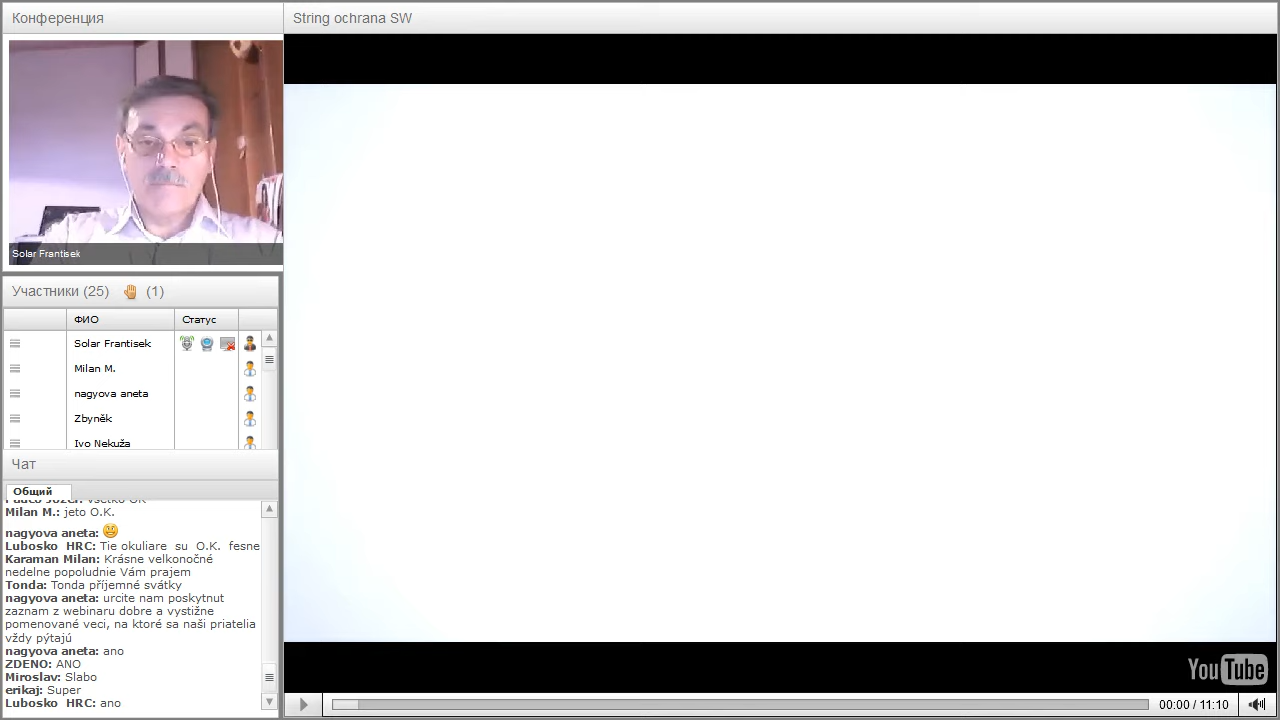 Конференция
String ochrana SW
Solar Frantisek
Участники (25) (1)
ФИО Статус
Solar Frantisek
Milan M.
nagyova aneta
Zbyněk
Ivo Nekuža
Чат
Общий
Milan M.: jeto O.K.
nagyova aneta:
Lubosko HRC: Tie okuliare su O.K. fesne
Karaman Milan: Krásne velkonočné
nedelne popoludnie Vám prajem
Tonda: Tonda příjemné svátky
nagyova aneta: urcite nam poskytnut
zaznam z webinaru dobre a vystižne
pomenované veci, na ktoré sa naši priatelia
vždy pýtajú
nagyova aneta: ano
ZDENO: ANO
Miroslav: Slabo
erikaj: Super
Lubosko HRC: ano
YouTube
00:00 / 11:10